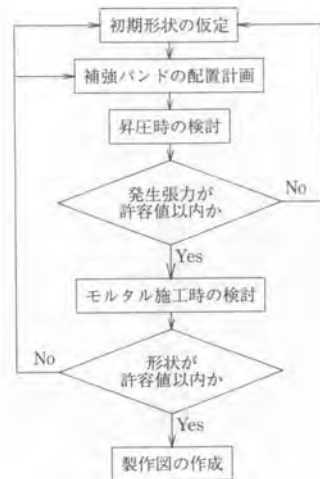 初期形状の仮定
補強バンドの配置計画
昇圧時の検討
発生張力が
許容値以内か
No
Yes
モルタル施工時の検討
No
形状が
許容値以内か
Yes
製作図の作成